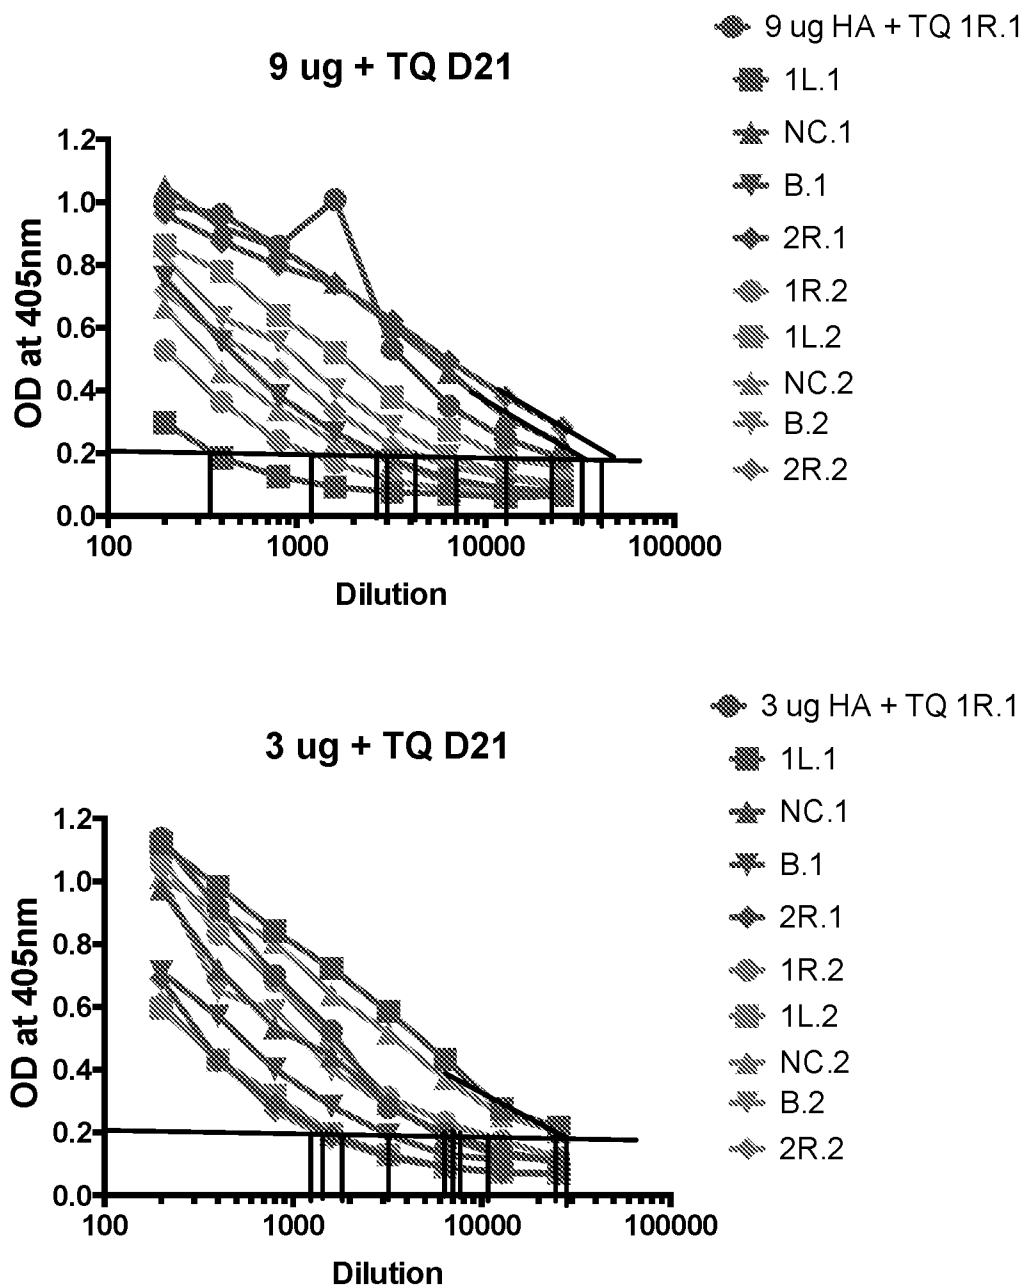 9 ug + TQ D21
9 ug HA + TQ 1R.1
1L.1
NC.1
B.1
2R.1
1R.2
1L.2
NC.2
B.2
2R.2
OD at 405nm
1.2
1.0
0.8
0.6
0.4
0.2
0.0
100
1000
10000
100000
Dilution
3 ug + TQ D21
3 ug HA + TQ 1R.1
1L.1
NC.1
B.1
2R.1
1R.2
1L.2
NC.2
B.2
2R.2
OD at 405nm
1.2
1.0
0.8
0.6
0.4
0.2
0.0
100
1000
10000
100000
Dilution